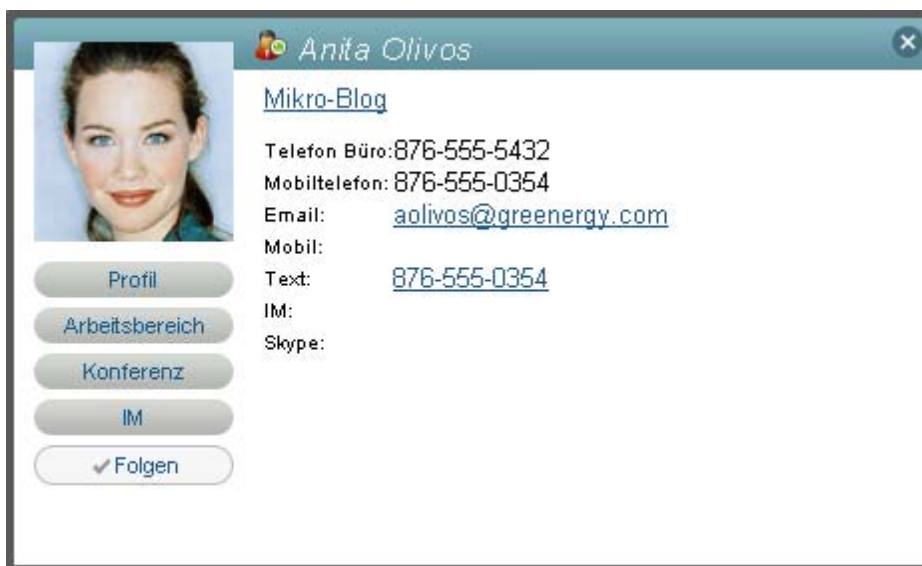 Anita Olivos
Mikro-Blog
Telefon Büro:876-555-5432
Mobiltelefon: 876-555-0354
Email: aolivos@greenergy.com
Mobil:
Text: 876-555-0354
IM:
Skype:
Profil
Arbeitsbereich
Konferenz
IM
Folgen